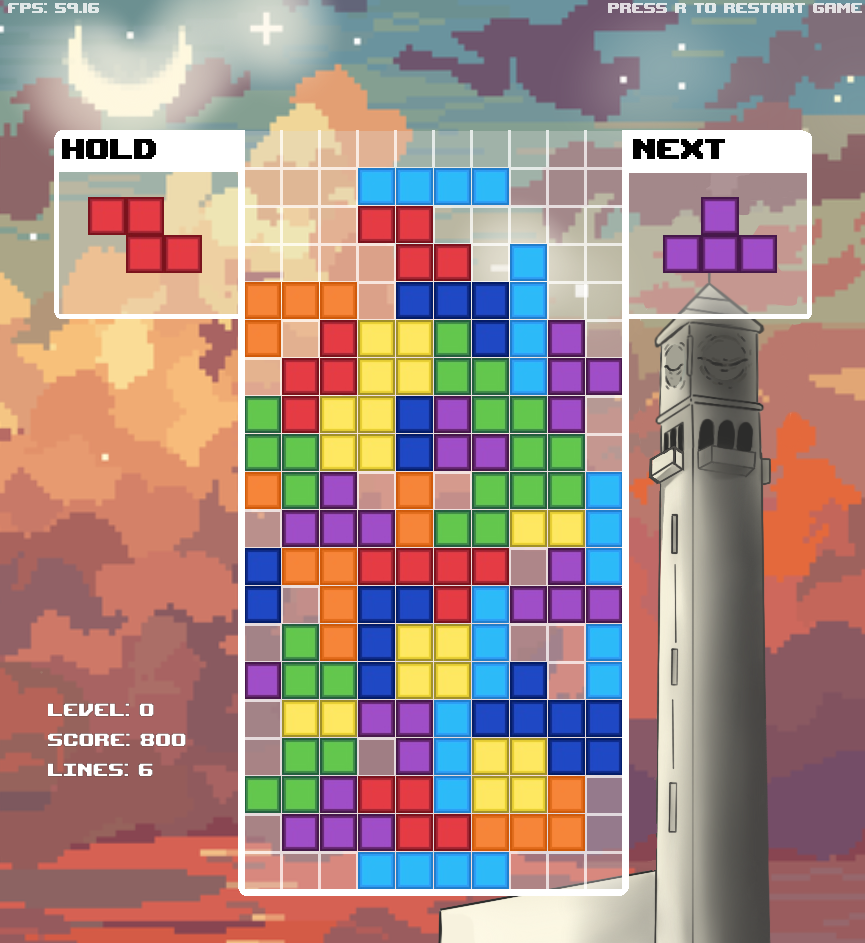 FPS: 59.16
PRESS R TO RESTART GAME
HOLD
NEXT
LEVEL: 0
SCORE: 800
LINES: 6